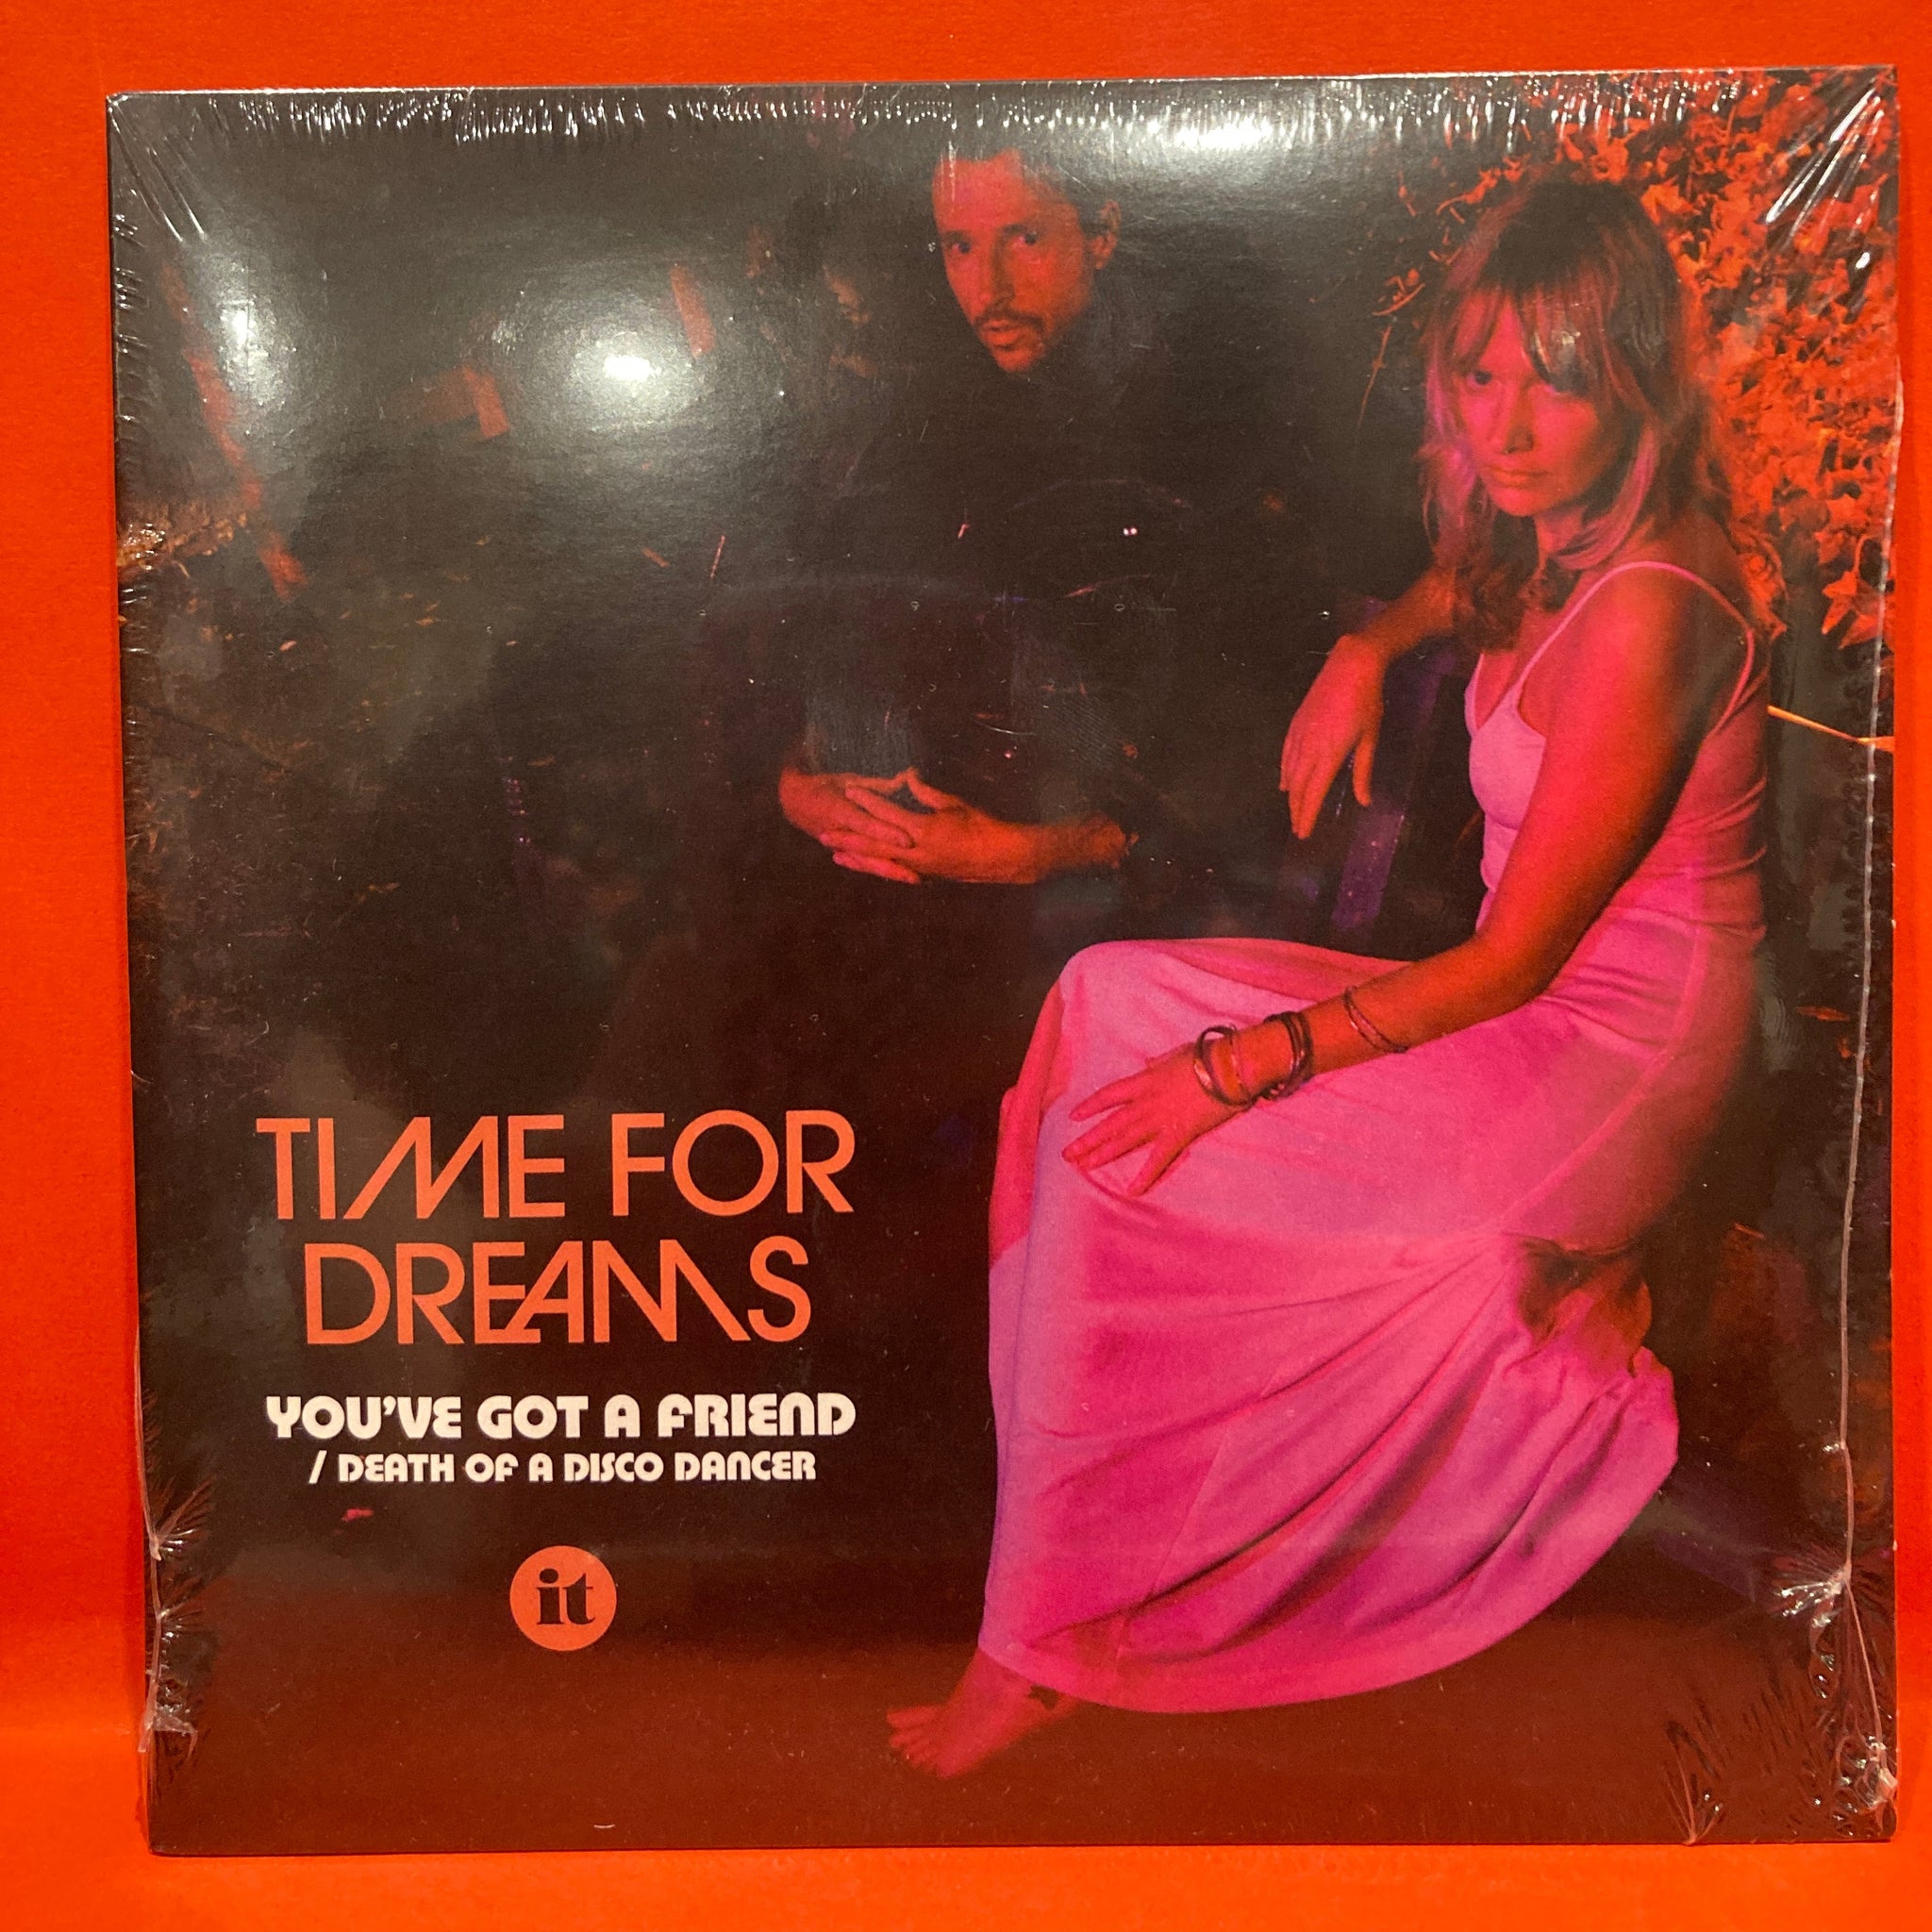 TIME FOR
DREAMS
YOU'VE GOT A FRIEND
/ DEATH OF A DISCO DANCER
it